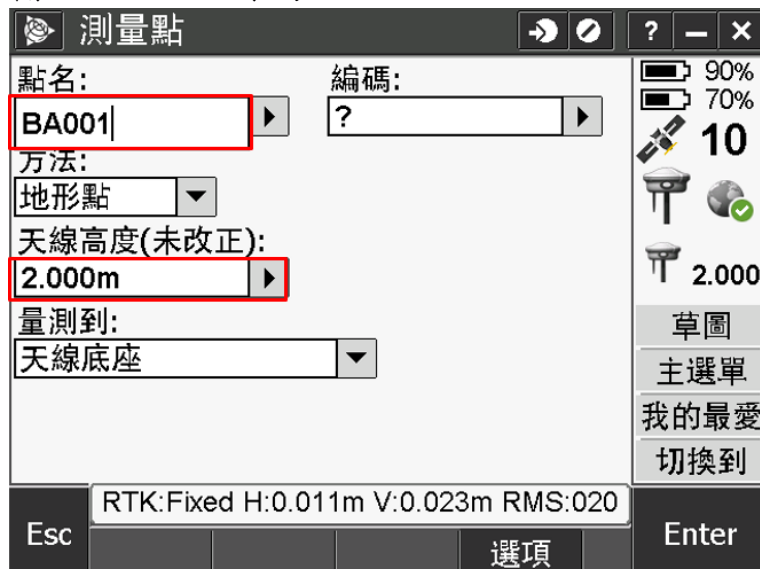 測量點
? – ×
點名:
編碼:
BA001
?
方法:
地形點
天線高度(未改正):
2.000m
量測到:
天線底座
90%
70%
10
2.000
草圖
主選單
我的最愛
切換到
RTK:Fixed H:0.011m V:0.023m RMS:020
Esc
選項
Enter